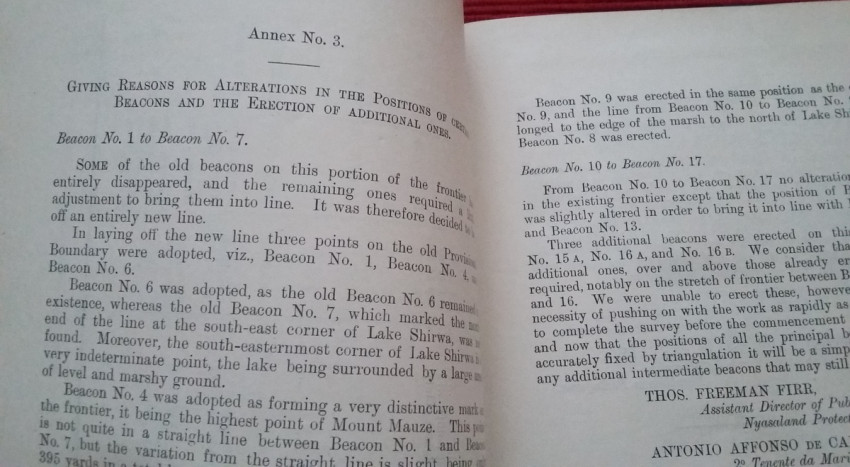 Annex No. 3.
GIVING REASONS FOR ALTERATIONS IN THE POSITIONS OF
BEACONS AND THE ERECTION OF ADDITIONAL ONES.
Beacon No. 1 to Beacon No. 7.
SOME of the old beacons on this portion of the frontier
entirely disappeared, and the remaining ones required a
adjustment to bring them into line. It was therefore decided
off an entirely new line.
In laying off the new line three points on the old
Boundary were adopted, viz., Beacon No. 1, Beacon No. 4,
Beacon No. 6.
Beacon No. 6 was adopted, as the old Beacon No. 6
existence, whereas the old Beacon No. 7, which marked the
end of the line at the south-east corner of Lake Shirwa, was
found. Moreover, the south-easternmost corner of Lake Shirwa
very indeterminate point, the lake being surrounded by a large
of level and marshy ground.
Beacon No. 4 was adopted as forming a very distinctive mark
the frontier, it being the highest point of Mount Mauze. This
is not quite in a straight line between Beacon No. 1 and
No. 7, but the variation from the straight line is slight, being
395 yards in a
Beacon No. 9 was erected in the same position as the
No. 9, and the line from Beacon No. 10 to Beacon No.
longed to the edge of the marsh to the north of Lake
Beacon No. 8 was erected.
Beacon No. 10 to Beacon No. 17.
From Beacon No. 10 to Beacon No. 17 no
in the existing frontier except that the position of
was slightly altered in order to bring it into line with
and Beacon No. 13.
Three additional beacons were erected on
No. 15 A, No. 16 A, and No. 16 B. We consider
additional ones, over and above those already
required, notably on the stretch of frontier between
and 16. We were unable to erect these,
necessity of pushing on with the work as rapidly as
to complete the survey before the commencement
and now that the positions of all the principal
accurately fixed by triangulation it will be a
any additional intermediate beacons that may still
THOS. FREEMAN FIRR,
Assistant Director of
Nyasaland
ANTONIO AFFONSO DE
2º Tenente da